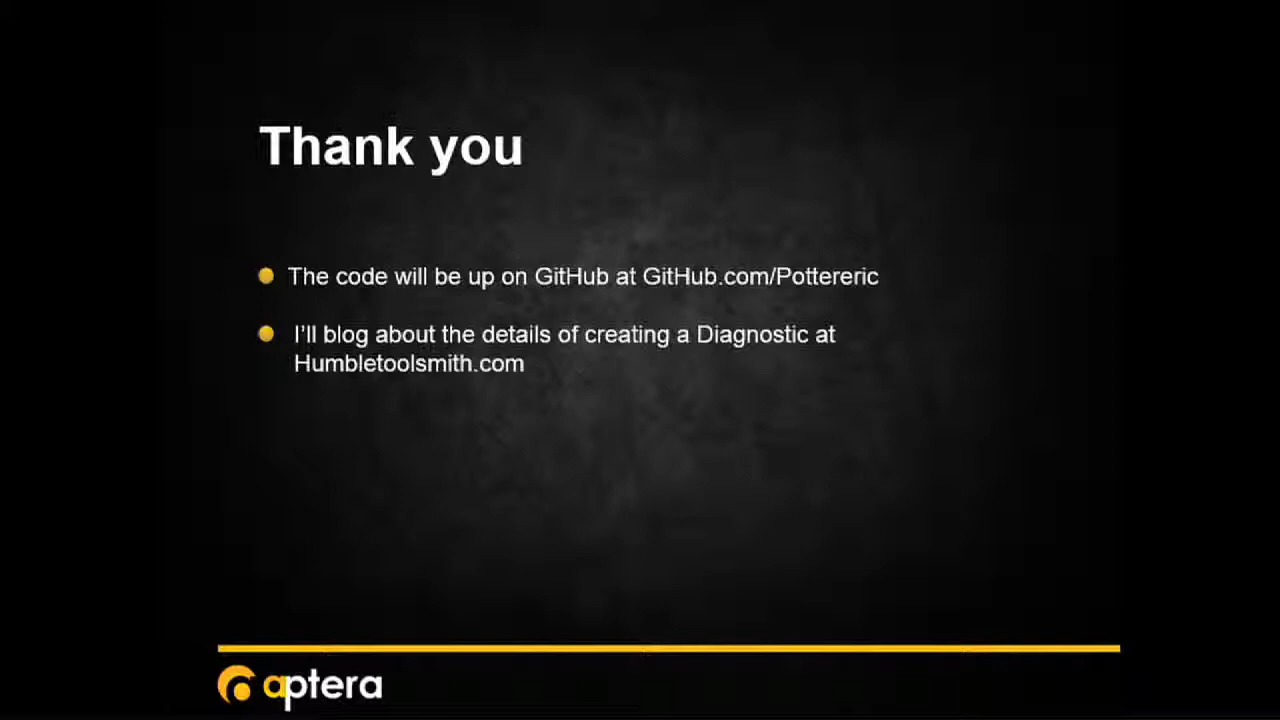 Thank you
The code will be up on GitHub at GitHub.com/Pottereric
I'll blog about the details of creating a Diagnostic at
Humbletoolsmith.com
aptera